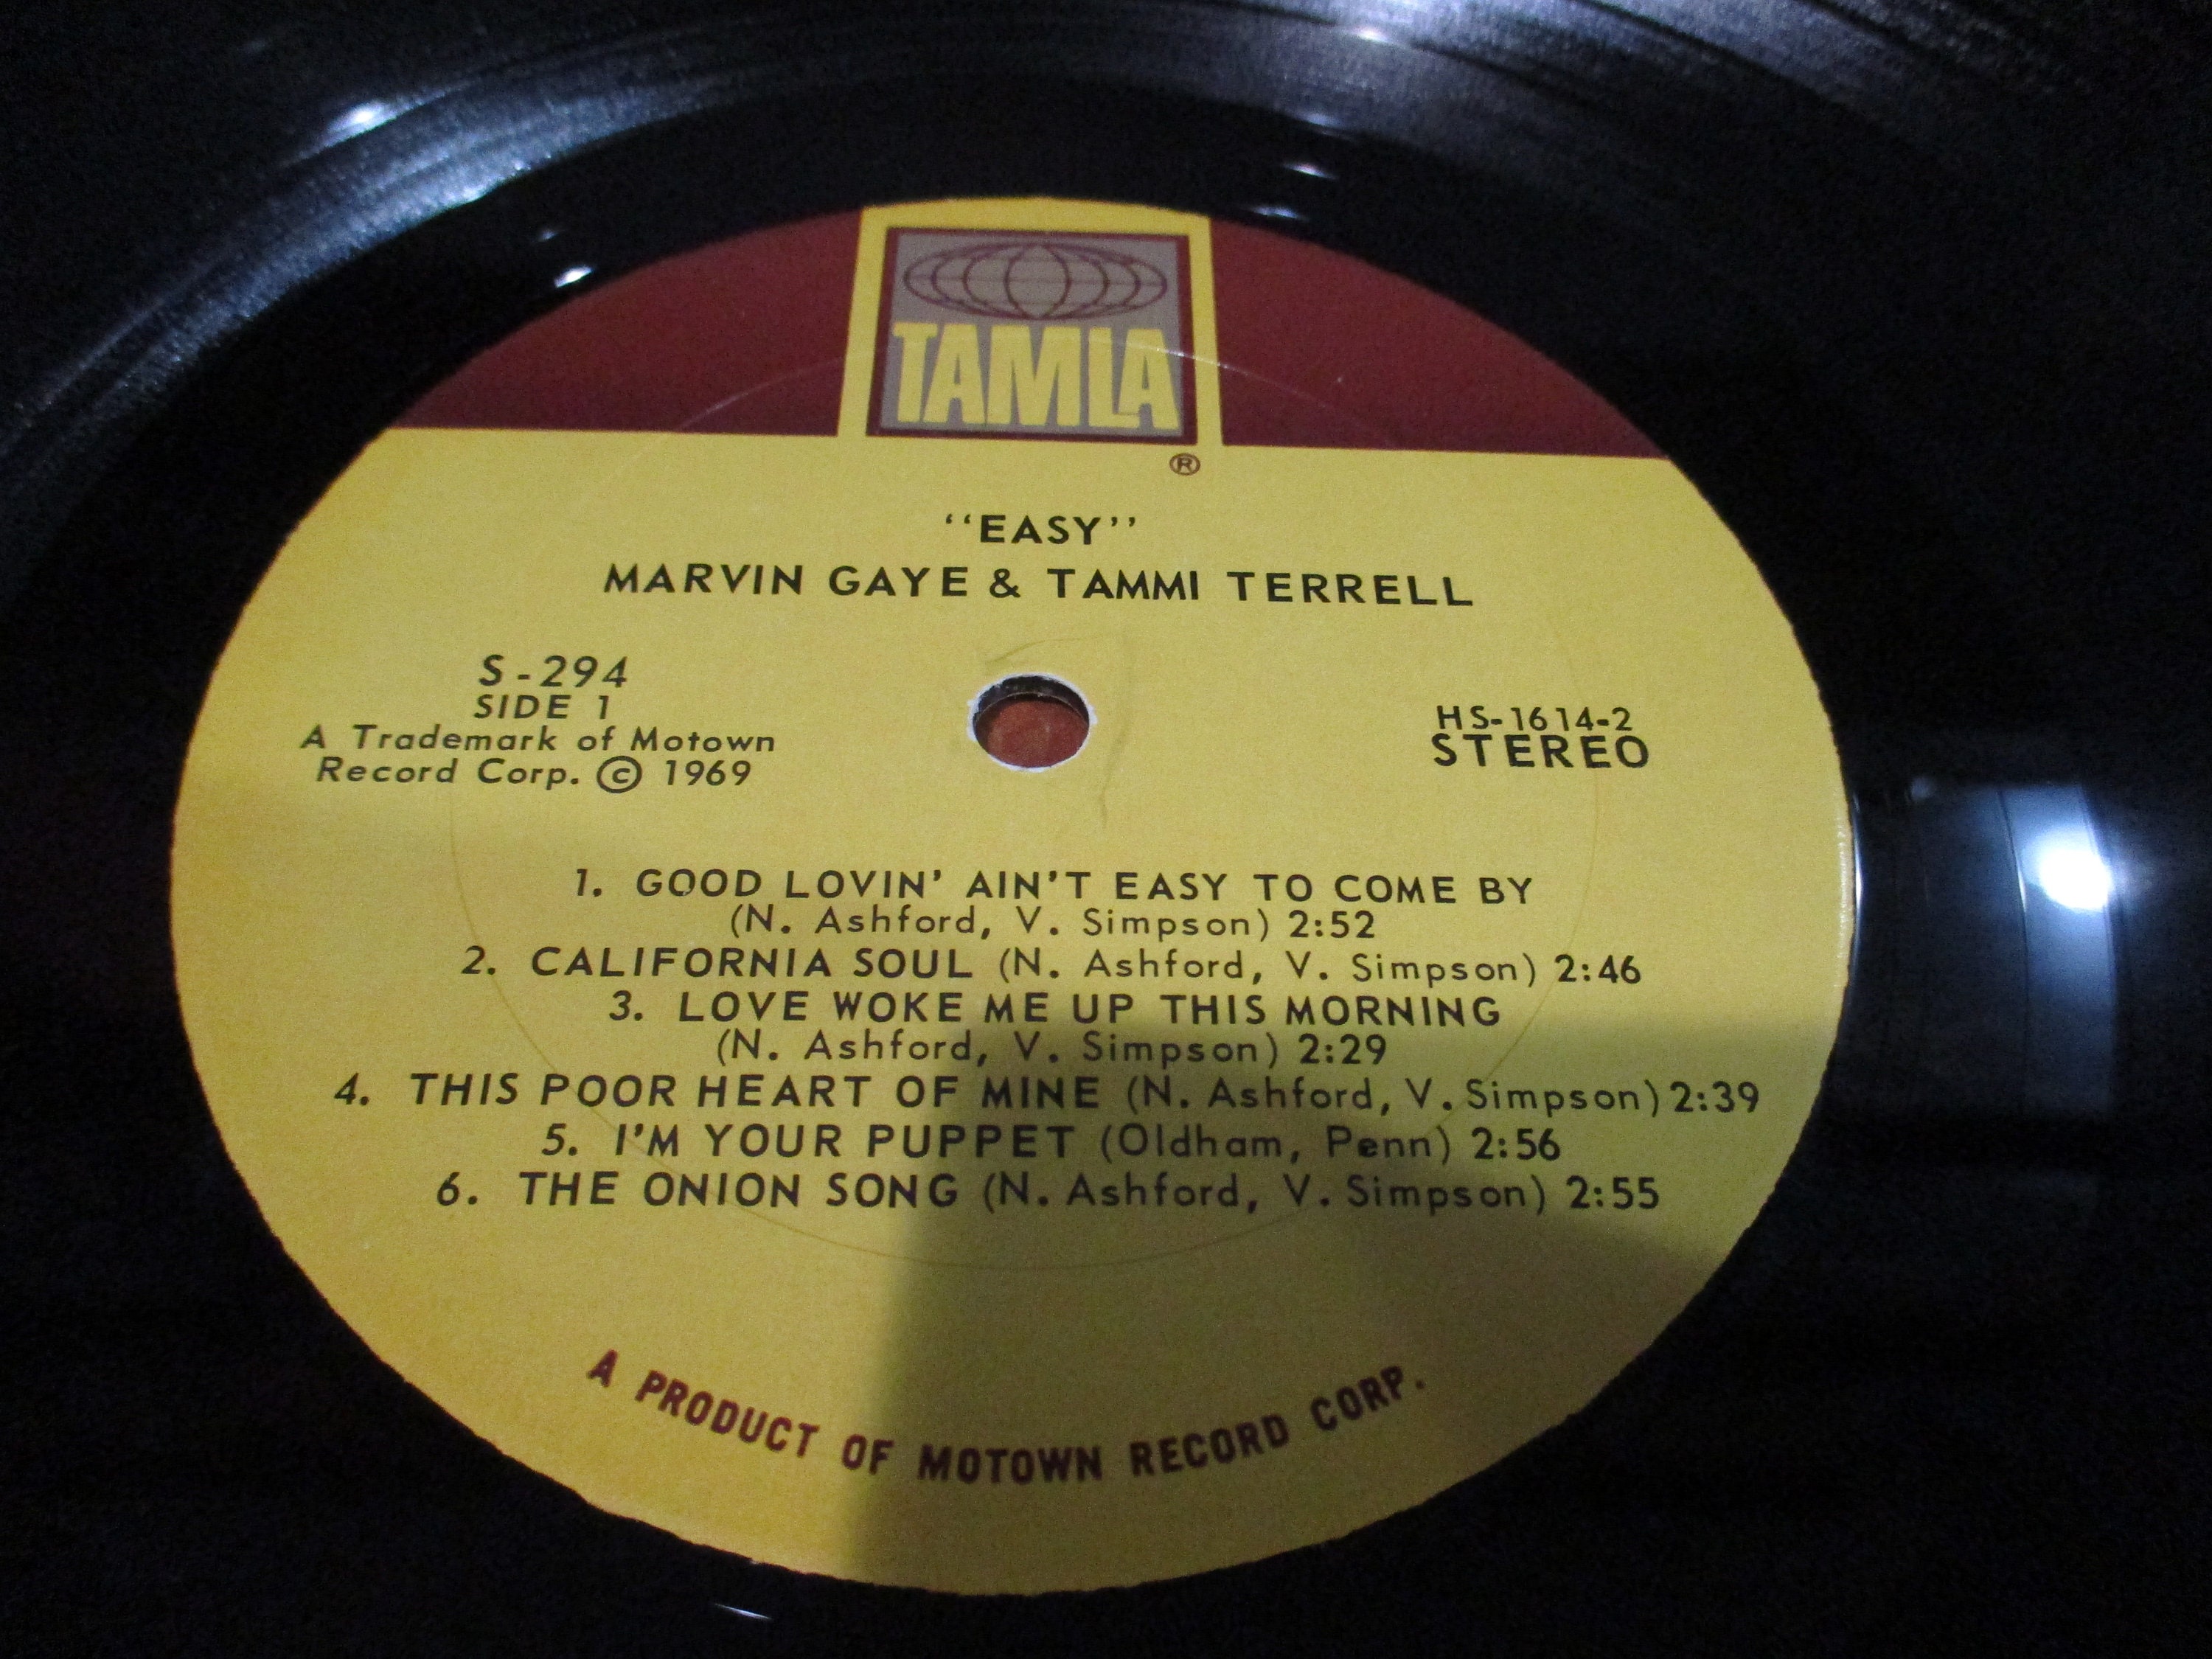 TAMLA
®
"EASY"
MARVIN GAYE & TAMMI TERRELL
S-294
SIDE 1
A Trademark of Motown
Record Corp. © 1969
HS-1614-2
STEREO
1. GOOD LOVIN' AIN'T EASY TO COME BY
(N. Ashford, V. Simpson) 2:52
2. CALIFORNIA SOUL (N. Ashford, V. Simpson) 2:46
3. LOVE WOKE ME UP THIS MORNING
(N. Ashford, V. Simpson) 2:29
4. THIS POOR HEART OF MINE (N. Ashford, V. Simpson) 2:39
5. I'M YOUR PUPPET (Oldham, Penn) 2:56
6. THE ONION SONG (N. Ashford, V. Simpson) 2:55
A PRODUCT OF MOTOWN RECORD CORP.